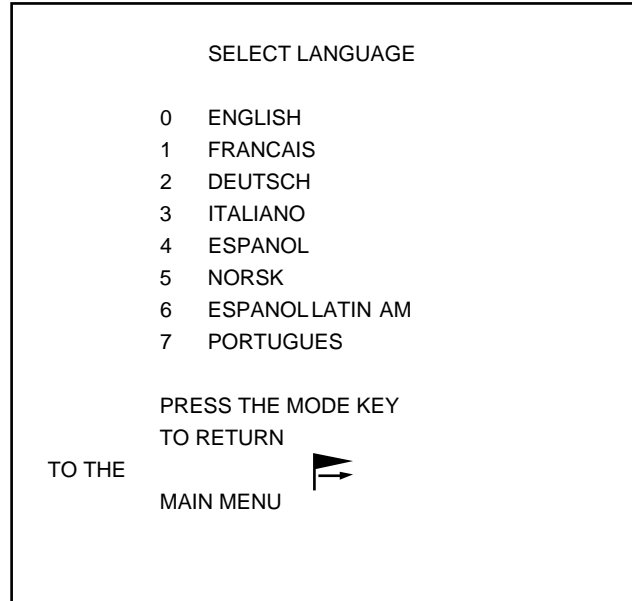 SELECT LANGUAGE
0 ENGLISH
1 FRANCAIS
2 DEUTSCH
3 ITALIANO
4 ESPANOL
5 NORSK
6 ESPANOL LATIN AM
7 PORTUGUES
PRESS THE MODE KEY
TO RETURN
TO THE
MAIN MENU